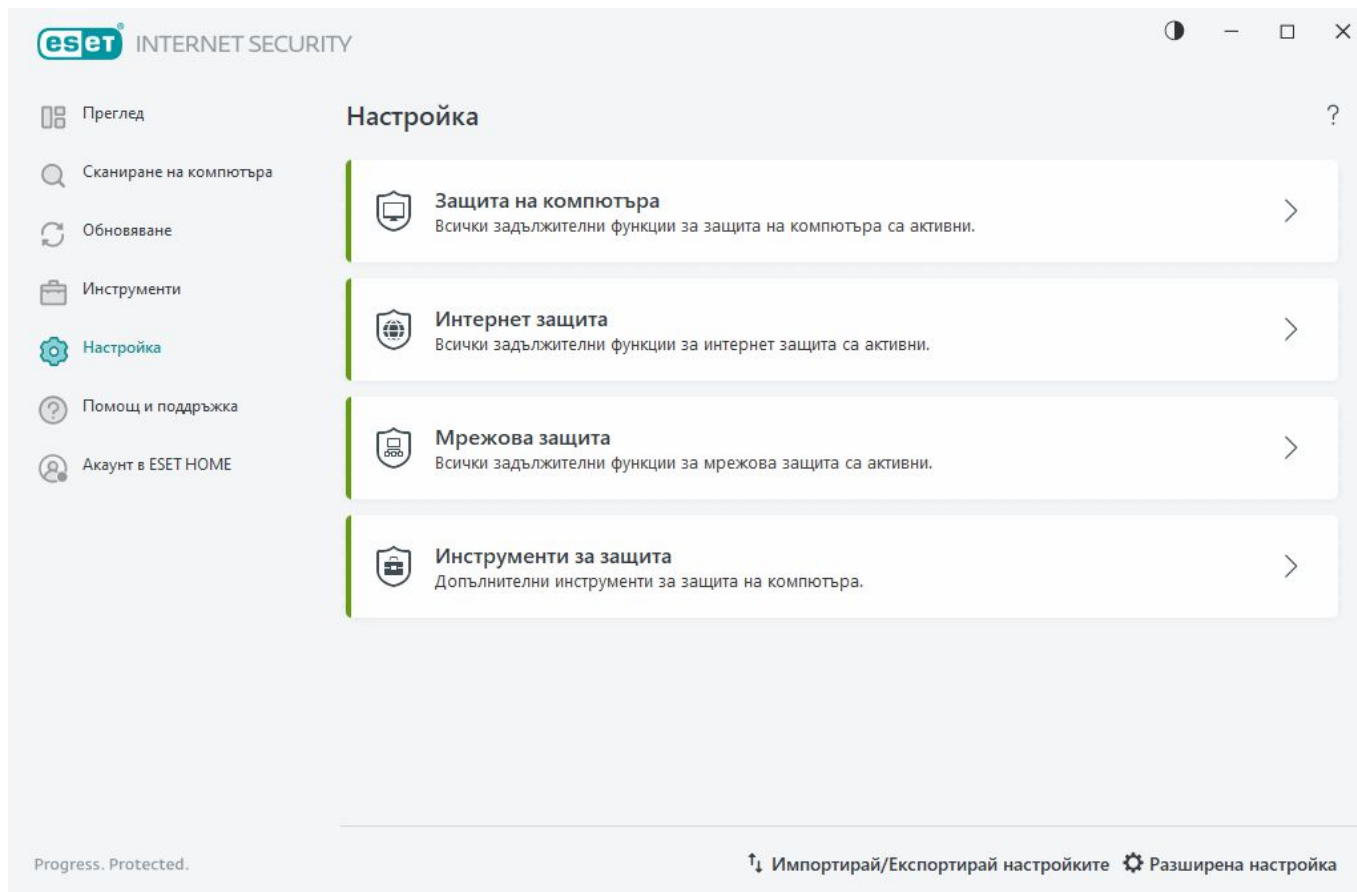 eset® INTERNET SECURITY
Преглед
Сканиране на компютъра
Обновяване
Инструменти
Настройка
Помощ и поддръжка
Акаунт в ESET HOME
Настройка
?
Защита на компютъра
Всички задължителни функции за защита на компютъра са активни.
Интернет защита
Всички задължителни функции за интернет защита са активни.
Мрежова защита
Всички задължителни функции за мрежова защита са активни.
Инструменти за защита
Допълнителни инструменти за защита на компютъра.
Progress. Protected.
Импортирай/Експортирай настройките Разширена настройка